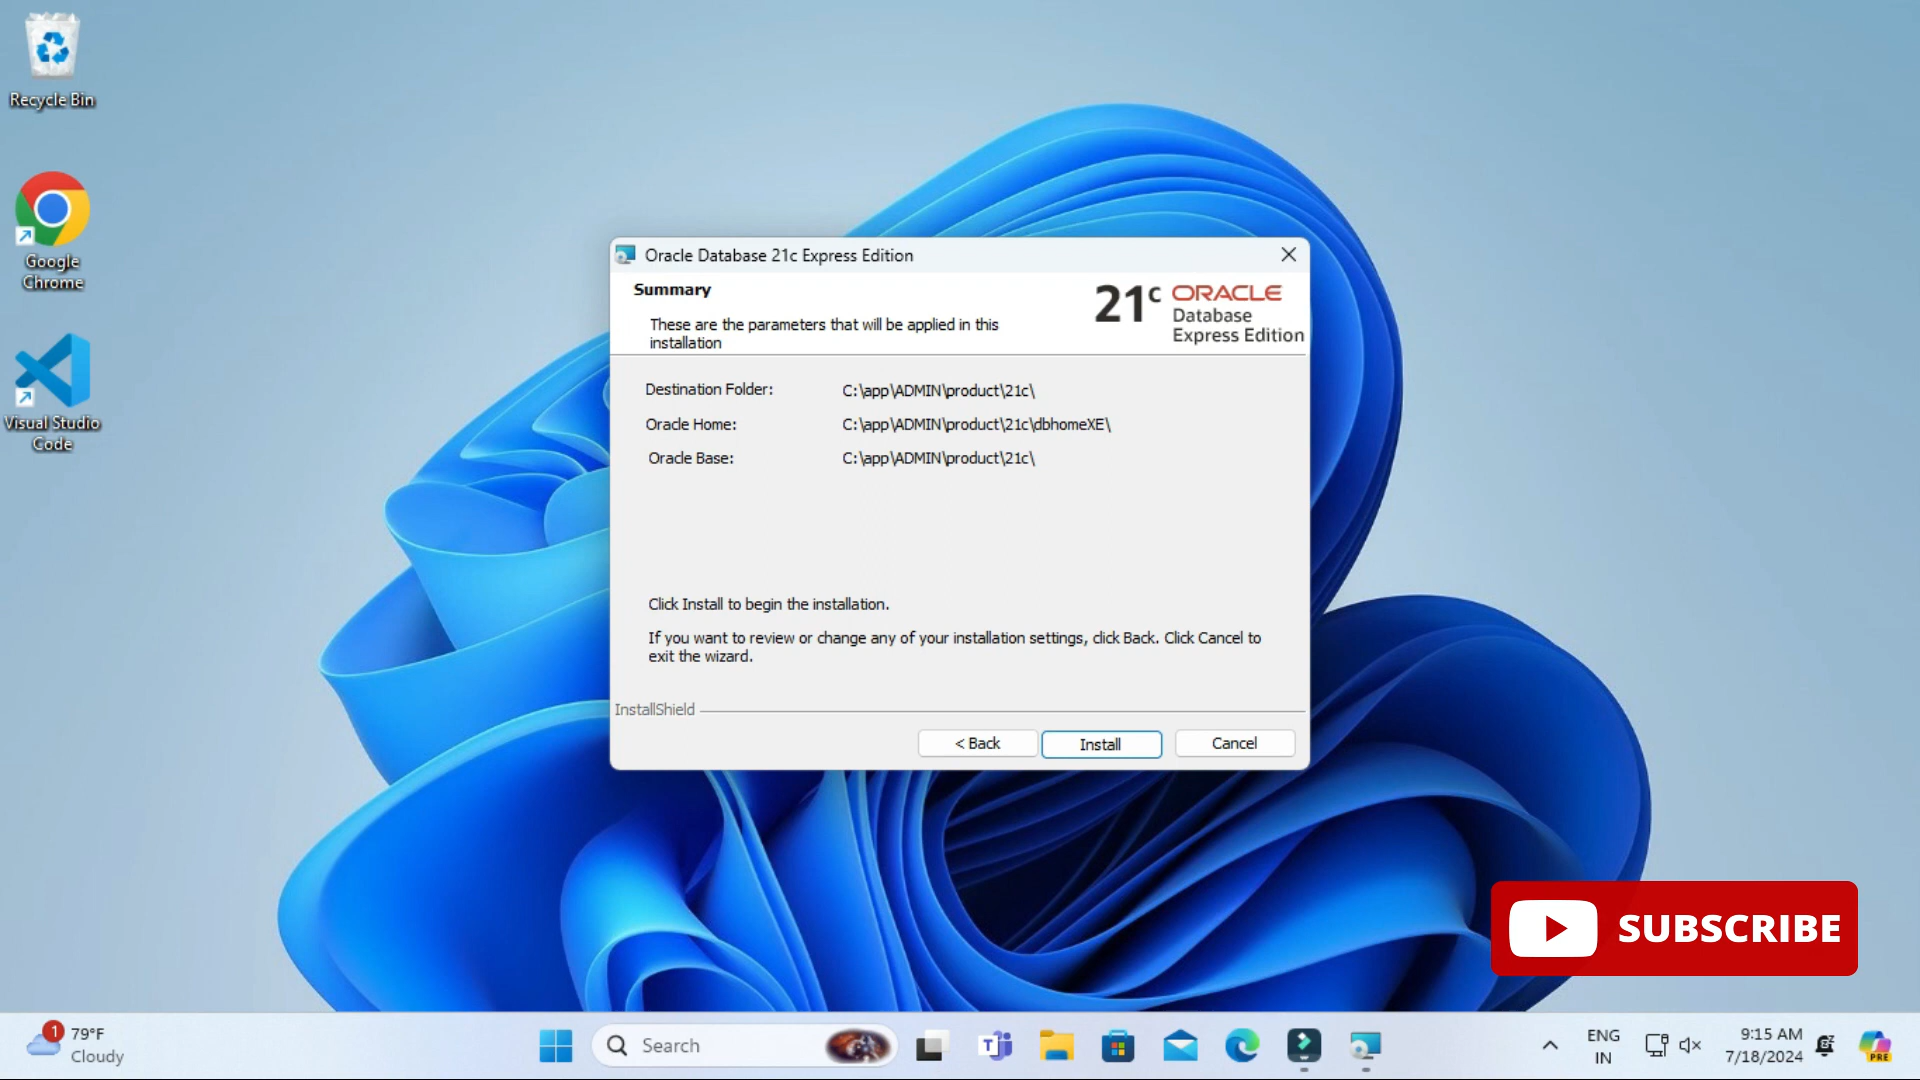 Recycle Bin
Google
Chrome
Visual Studio
Code
Oracle Database 21c Express Edition
Summary
These are the parameters that will be applied in this
installation
21c ORACLE
Database
Express Edition
Destination Folder: C:\app\ADMIN\product\21c\
Oracle Home: C:\app\ADMIN\product\21c\dbhomeXE\
Oracle Base: C:\app\ADMIN\product\21c\
Click Install to begin the installation.
If you want to review or change any of your installation settings, click Back. Click Cancel to
exit the wizard.
InstallShield
< Back Install Cancel
SUBSCRIBE
1 79°F
Cloudy
Search
T
ENG
IN
9:15 AM
7/18/2024
PRE